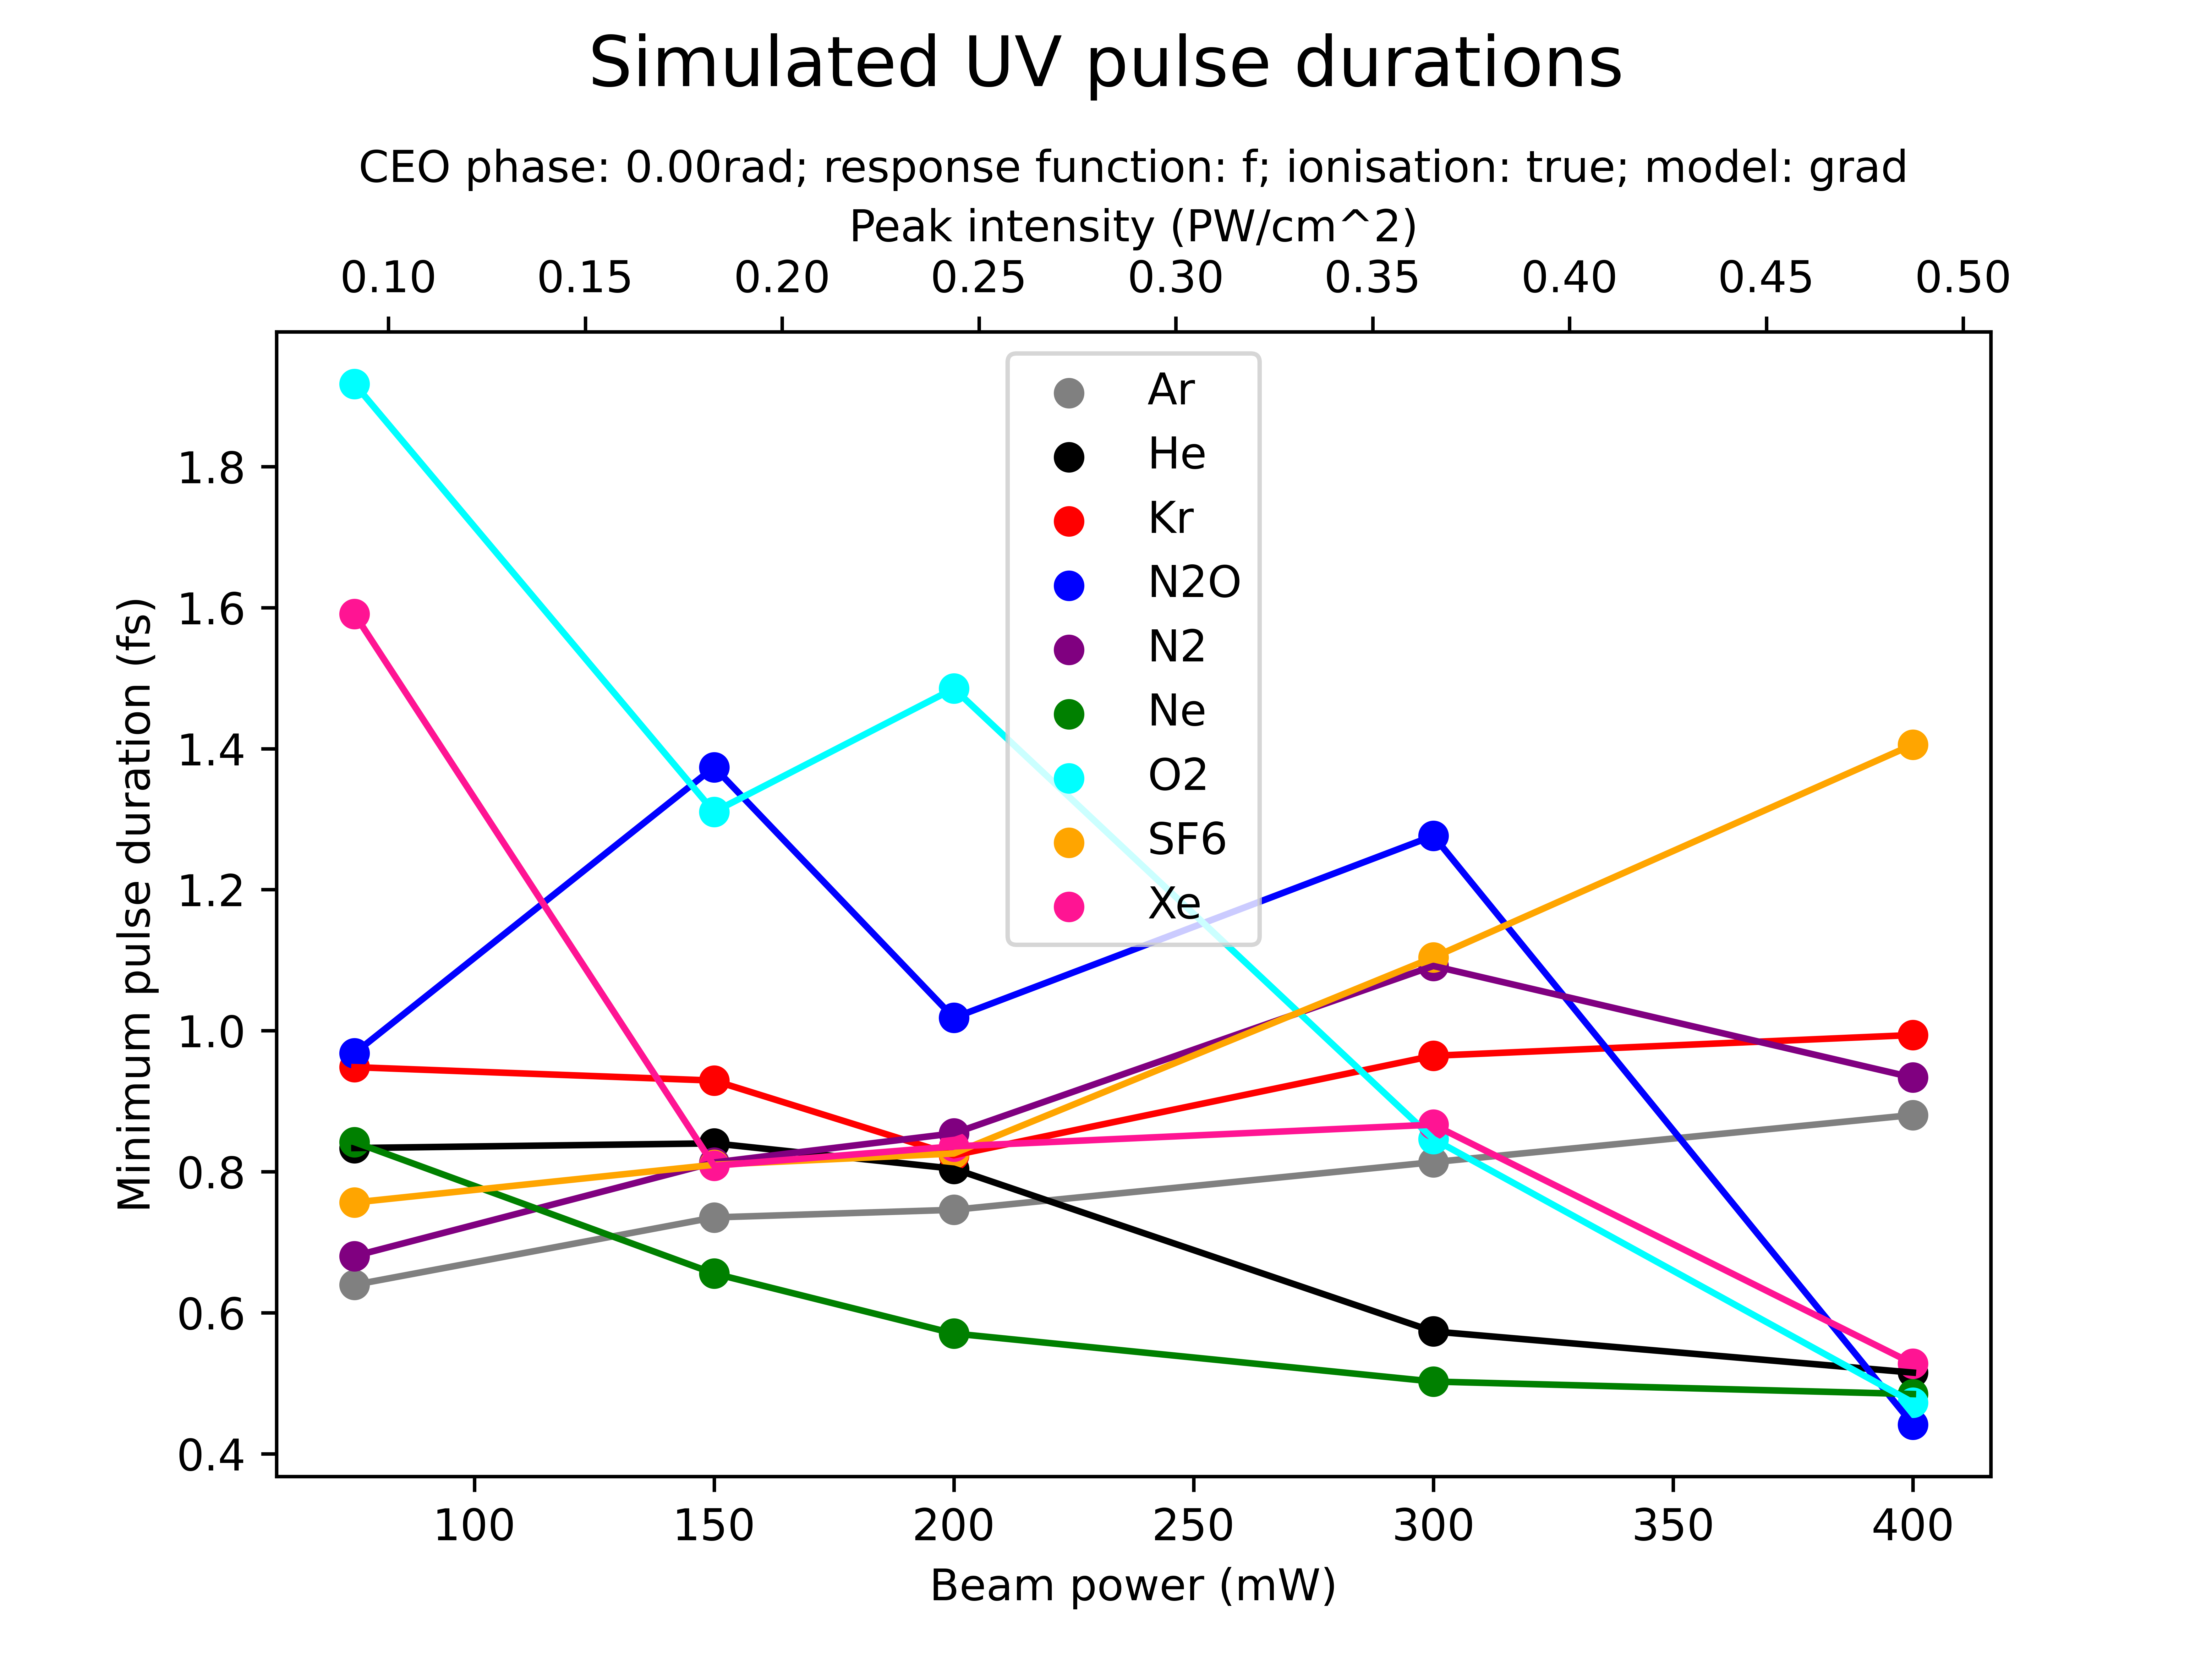 Simulated UV pulse durations
CEO phase: 0.00rad; response function: f; ionisation: true; model: grad
Peak intensity (PW/cm^2)
0.10 0.15 0.20 0.25 0.30 0.35 0.40 0.45 0.50
Ar
He
Kr
N2O
N2
Ne
O2
SF6
Xe
Minimum pulse duration (fs)
1.8
1.6
1.4
1.2
1.0
0.8
0.6
0.4
100 150 200 250 300 350 400
Beam power (mW)